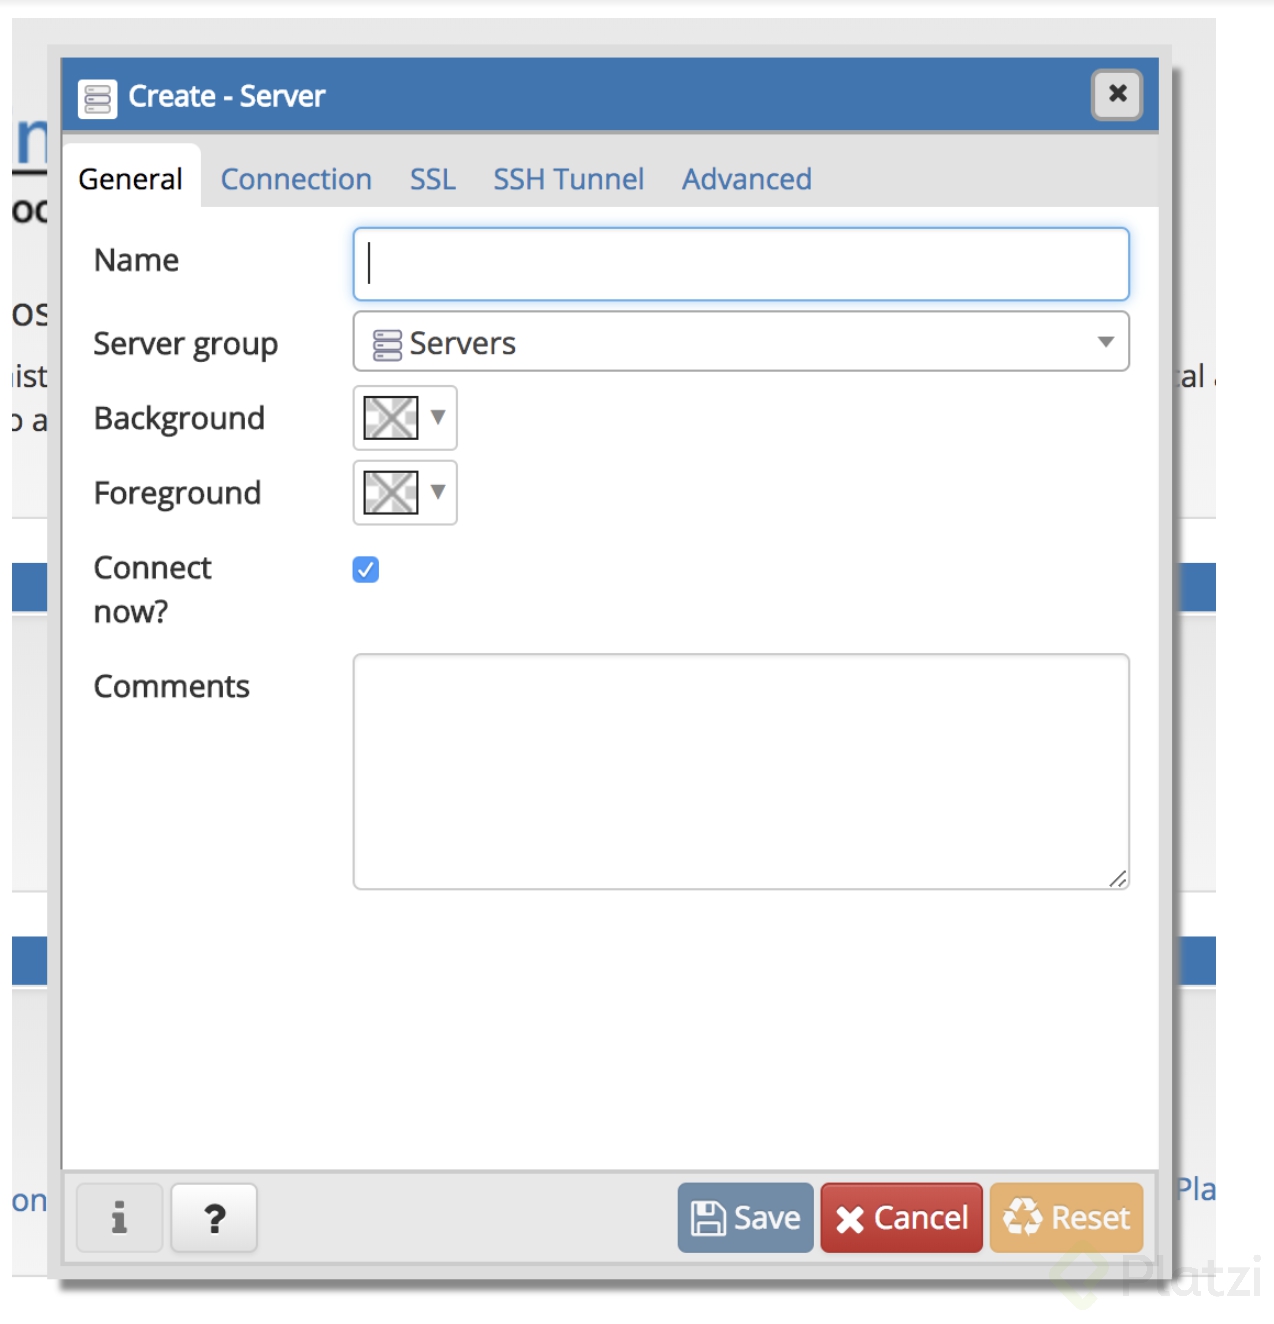 Create - Server
General Connection SSL SSH Tunnel Advanced
Name
Server group Servers
Background
Foreground
Connect
now?
Comments
i ? Save Cancel Reset
Platzi